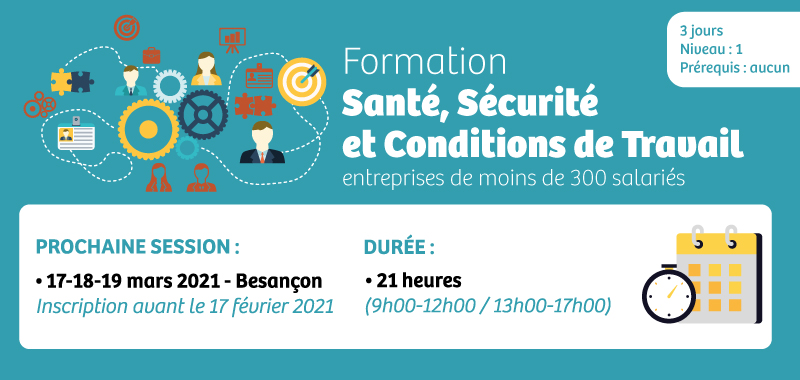 3 jours
Niveau : 1
Prérequis : aucun
Formation
Santé, Sécurité
et Conditions de Travail
entreprises de moins de 300 salariés
PROCHAINE SESSION :
• 17-18-19 mars 2021 - Besançon
Inscription avant le 17 février 2021
DURÉE :
• 21 heures
(9h00-12h00 / 13h00-17h00)